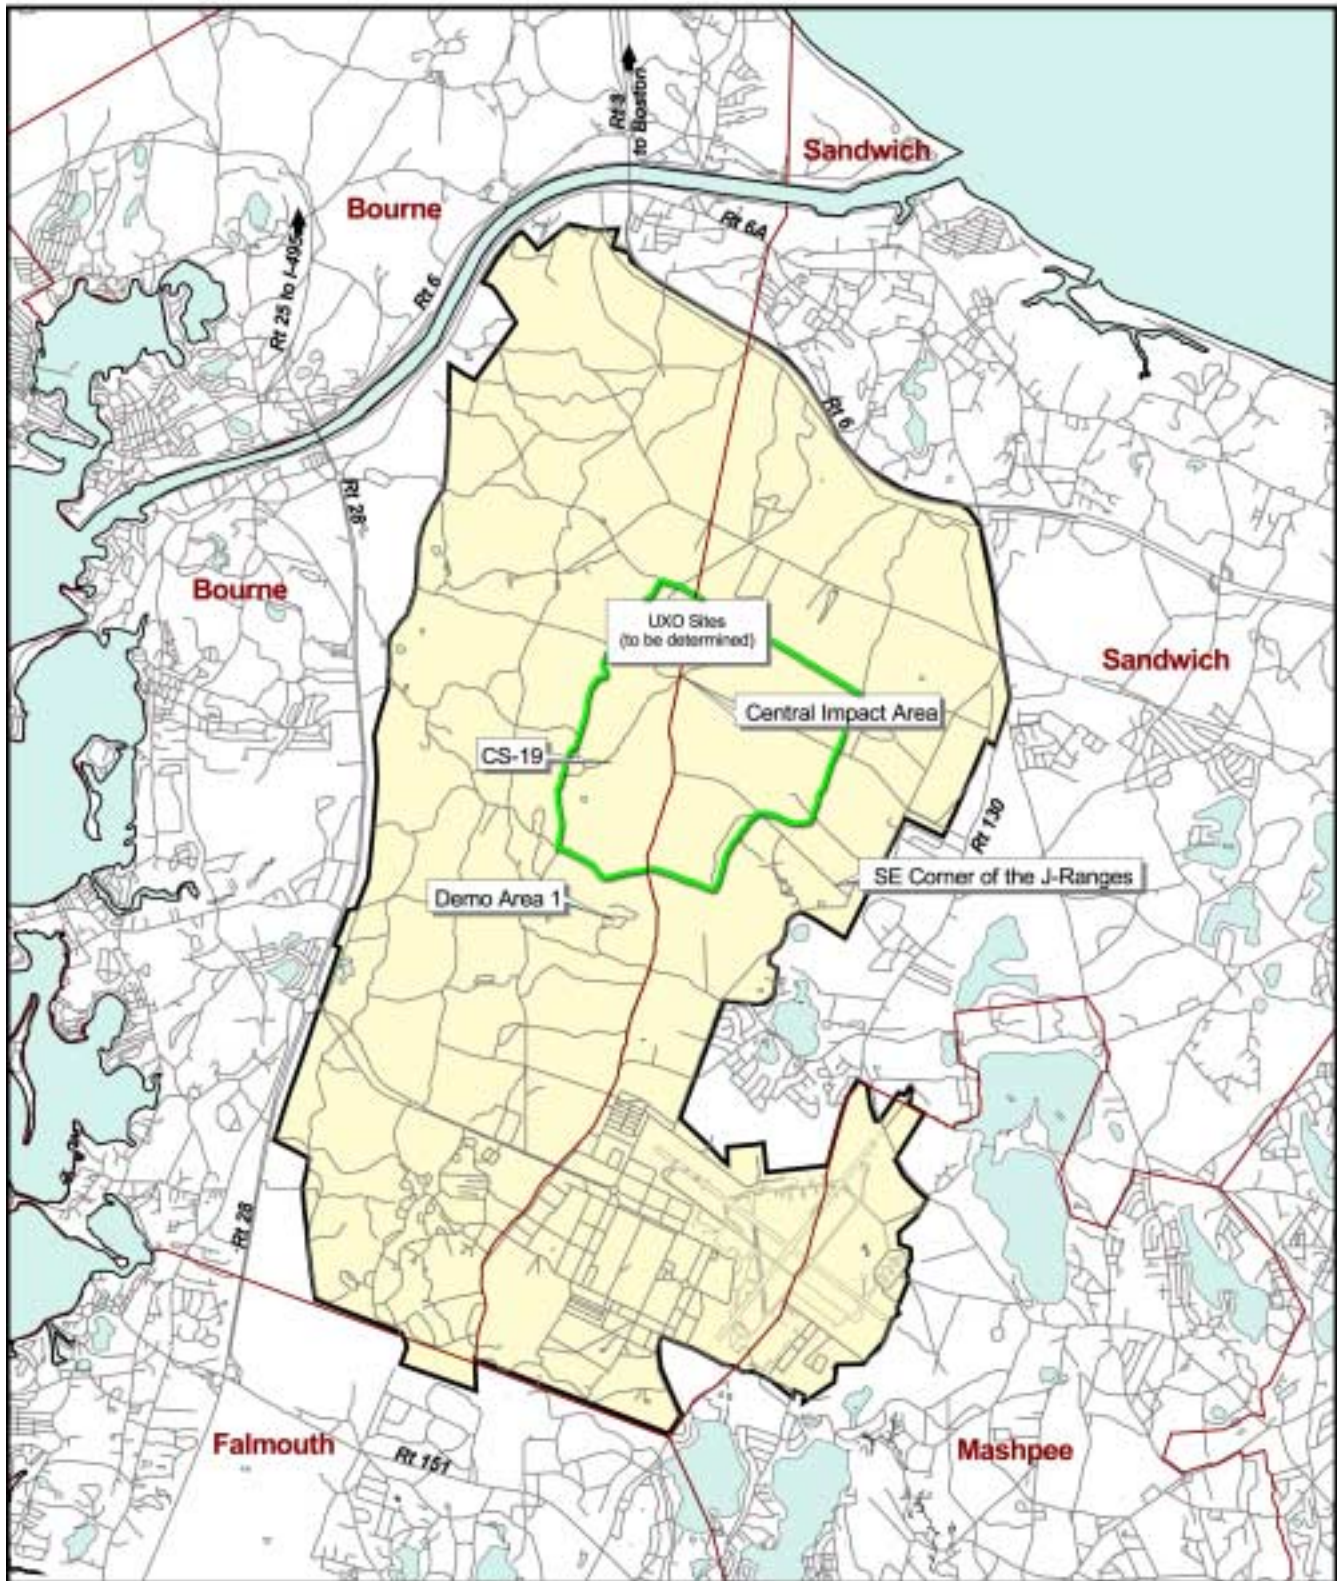 Rt 3
to Boston
Sandwich
Bourne
Rt 6A
Rt 25 to I-495
Rt 6
Rt 6
Rt 28
Bourne
UXO Sites
(to be determined)
Sandwich
Central Impact Area
CS-19
Rt 130
SE Corner of the J-Ranges
Demo Area 1
Rt 28
Falmouth
Rt 151
Mashpee